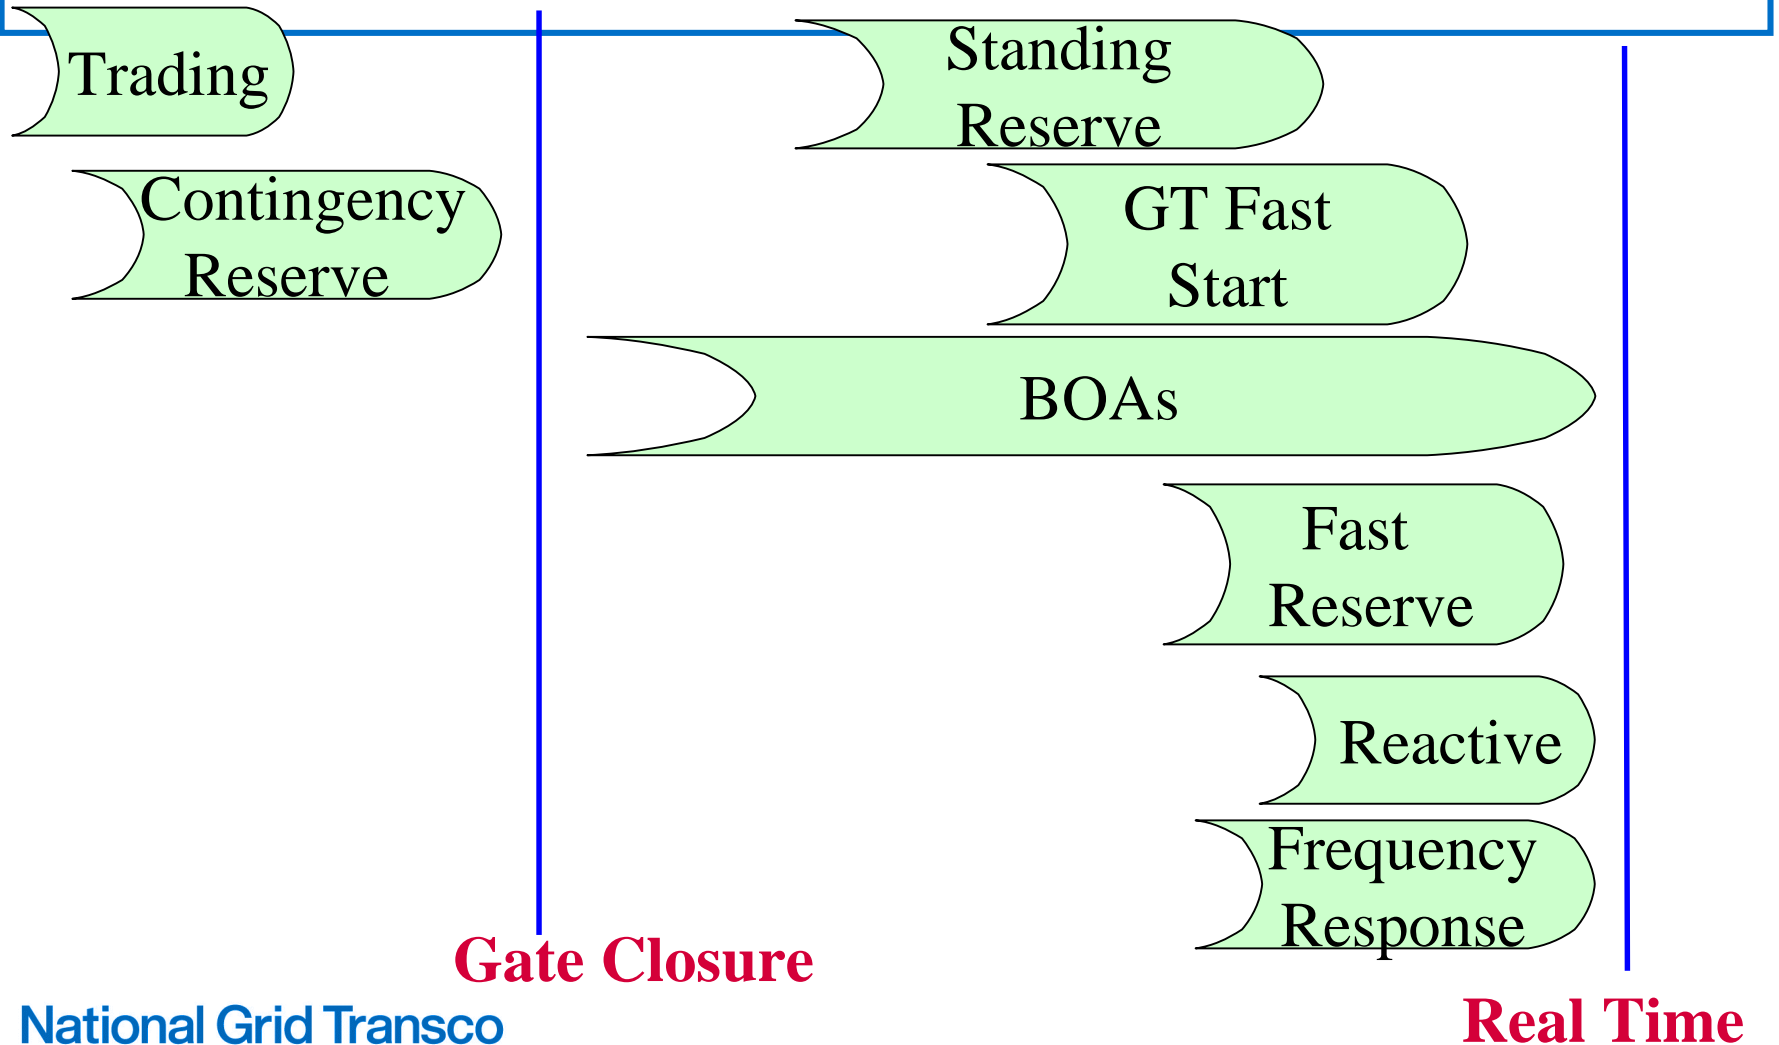 Trading
Standing
Reserve
Contingency
Reserve
GT Fast
Start
BOAs
Fast
Reserve
Reactive
Frequency
Response
Gate Closure
Real Time
National Grid Transco